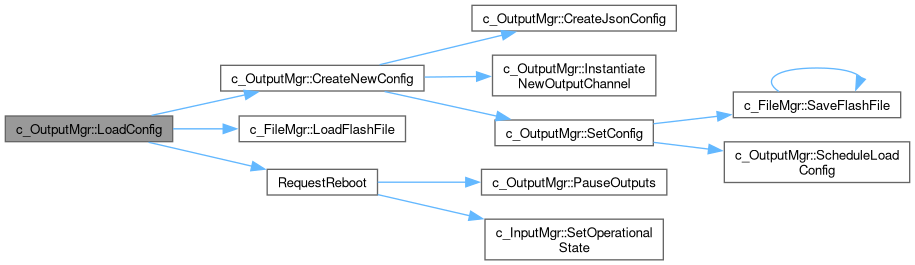 c_OutputMgr::LoadConfig
c_OutputMgr::CreateNewConfig
c_FileMgr::LoadFlashFile
RequestReboot
c_OutputMgr::CreateJsonConfig
c_OutputMgr::Instantiate
NewOutputChannel
c_OutputMgr::SetConfig
c_OutputMgr::PauseOutputs
c_InputMgr::SetOperational
State
c_FileMgr::SaveFlashFile
c_OutputMgr::ScheduleLoad
Config